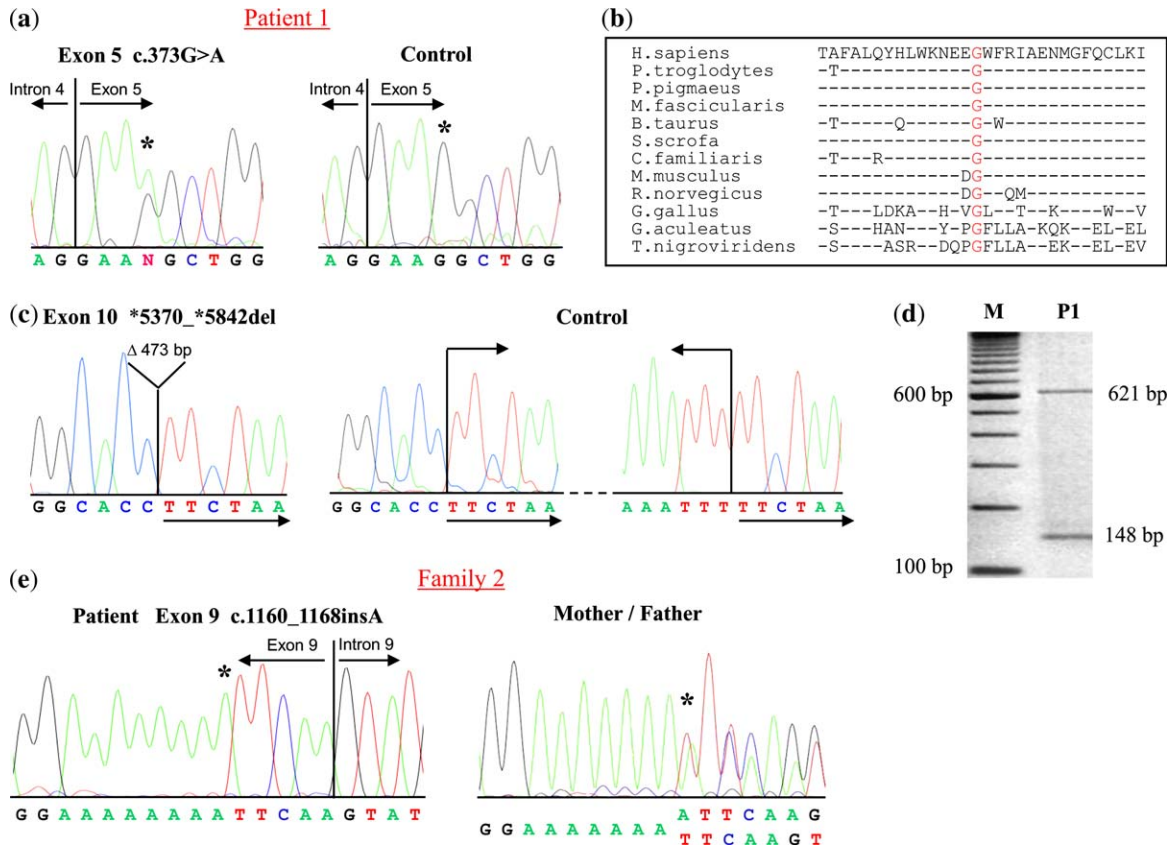 (a) Patient 1
Exon 5 c.373G>A
Control
Intron 4 Exon 5
*
Intron 4 Exon 5
*
A G G A A N G C T G G
A G G A A G G C T G G
(b)
H.sapiens TAFALQYHLWKNEEGWFRIAENMGFQCLKI
P.troglodytes -T------------G---------------
P.pigmaeus --------------G---------------
M.fascicularis --------------G---------------
B.taurus -T-----Q------G-W-------------
S.scrofa --------------G---------------
C.familiaris -T---R--------G---------------
M.musculus -------------DG---------------
R.norvegicus -------------DG--QM-----------
G.gallus -T---LDKA--H-VGL--T--K----W--V
G.aculeatus -S---HAN---Y-PGFLLA-KQK--EL-EL
T.nigroviridens -S----ASR--DQPGFLLA--EK--EL-EV
(c) Exon 10 *5370_*5842del
Control
Δ 473 bp
G G C A C C T T C T A A
G G C A C C T T C T A A
A A A T T T T T C T A A
(d)
M P1
600 bp
621 bp
148 bp
100 bp
(e) Family 2
Patient Exon 9 c.1160_1168insA
Mother / Father
Exon 9 Intron 9
*
*
G G A A A A A A A A T T C A A G T A T
G G A A A A A A A
A T T C A A G
T T C A A G T